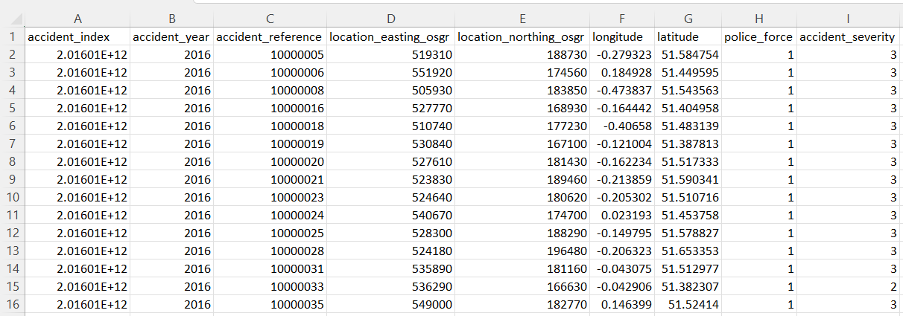 A B C D E F G H I
1 accident_index accident_year accident_reference location_easting_osgr location_northing_osgr longitude latitude police_force accident_severity
2 2.01601E+12 2016 10000005 519310 188730 -0.279323 51.584754 1 3
3 2.01601E+12 2016 10000006 551920 174560 0.184928 51.449595 1 3
4 2.01601E+12 2016 10000008 505930 183850 -0.473837 51.543563 1 3
5 2.01601E+12 2016 10000016 527770 168930 -0.164442 51.404958 1 3
6 2.01601E+12 2016 10000018 510740 177230 -0.40658 51.483139 1 3
7 2.01601E+12 2016 10000019 530840 167100 -0.121004 51.387813 1 3
8 2.01601E+12 2016 10000020 527610 181430 -0.162234 51.517333 1 3
9 2.01601E+12 2016 10000021 523830 189460 -0.213859 51.590341 1 3
10 2.01601E+12 2016 10000023 524640 180620 -0.205302 51.510716 1 3
11 2.01601E+12 2016 10000024 540670 174700 0.023193 51.453758 1 3
12 2.01601E+12 2016 10000025 528300 188290 -0.149795 51.578827 1 3
13 2.01601E+12 2016 10000028 524180 196480 -0.206323 51.653353 1 3
14 2.01601E+12 2016 10000031 535890 181160 -0.043075 51.512977 1 3
15 2.01601E+12 2016 10000033 536290 166630 -0.042906 51.382307 1 2
16 2.01601E+12 2016 10000035 549000 182770 0.146399 51.52414 1 3